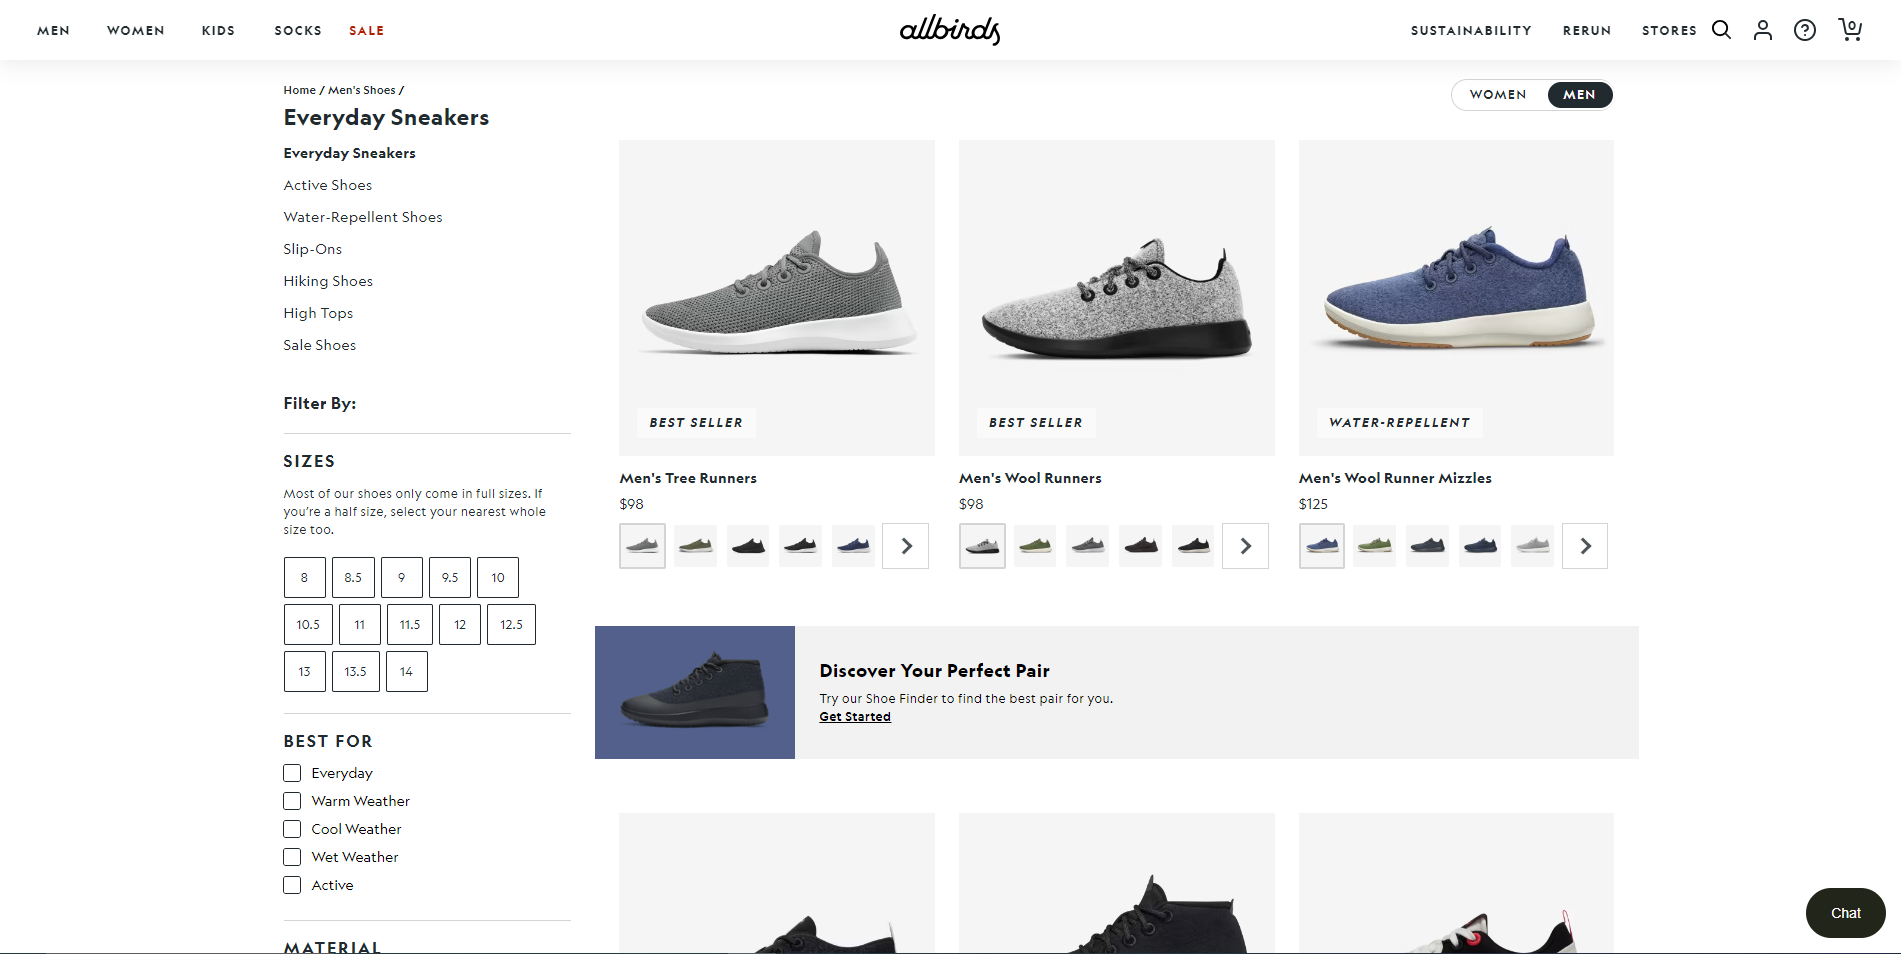 MEN
WOMEN
KIDS
SOCKS
SALE
allbirds
SUSTAINABILITY
RERUN
STORES
?
0
Home / Men's Shoes /
Everyday Sneakers
WOMEN
MEN
Everyday Sneakers
Active Shoes
Water-Repellent Shoes
Slip-Ons
Hiking Shoes
High Tops
Sale Shoes
Filter By:
SIZES
Most of our shoes only come in full sizes. If
you're a half size, select your nearest whole
size too.
8 8.5 9 9.5 10
10.5 11 11.5 12 12.5
13 13.5 14
BEST FOR
Everyday
Warm Weather
Cool Weather
Wet Weather
Active
MATERIAL
BEST SELLER
Men's Tree Runners
$98
BEST SELLER
Men's Wool Runners
$98
WATER-REPELLENT
Men's Wool Runner Mizzles
$125
Discover Your Perfect Pair
Try our Shoe Finder to find the best pair for you.
Get Started
Chat